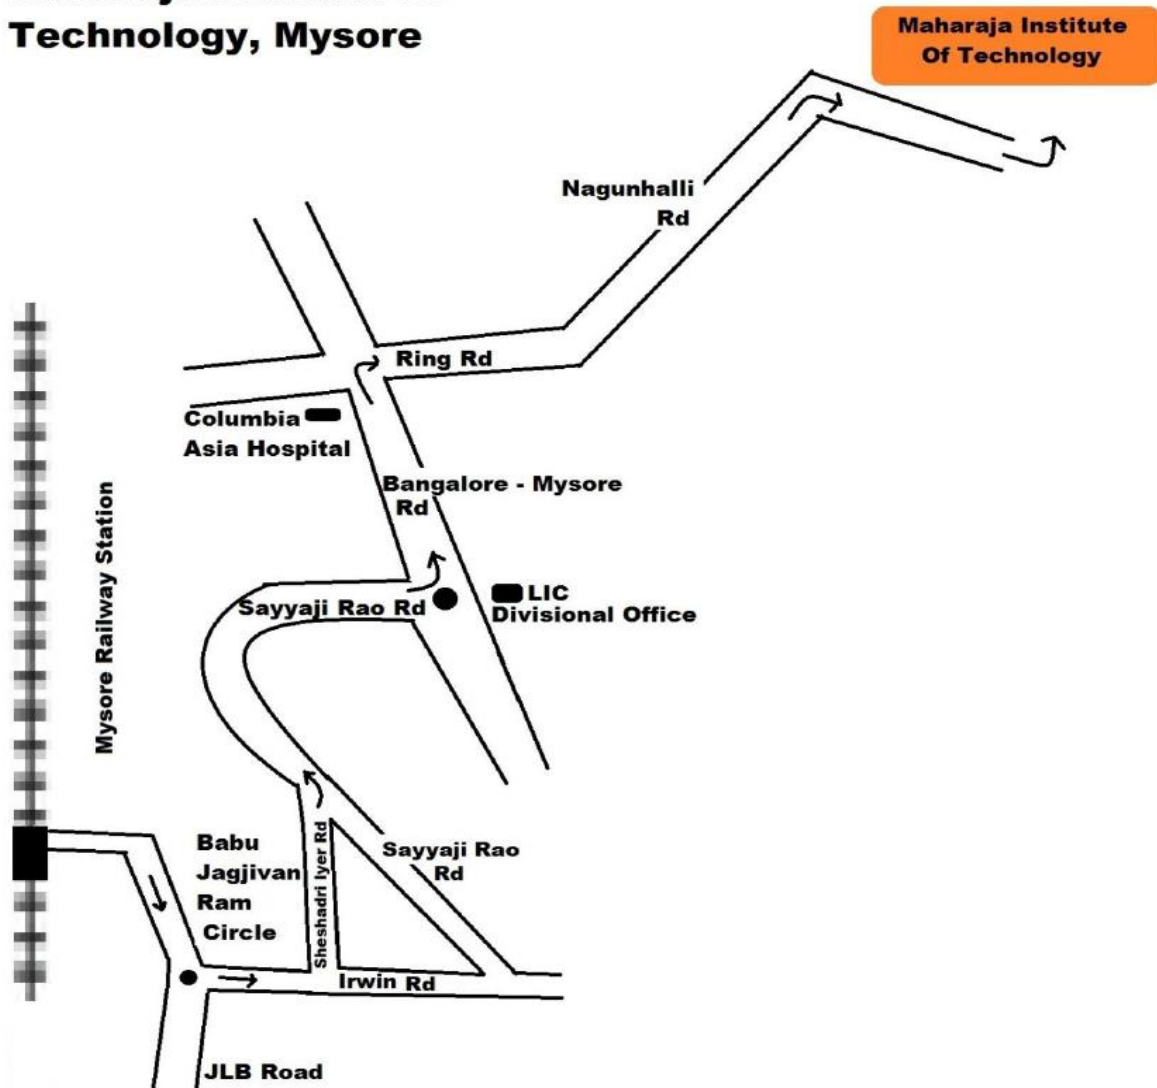 Technology, Mysore
Maharaja Institute
Of Technology
Nagunhalli
Rd
Ring Rd
Columbia
Asia Hospital
Bangalore - Mysore
Rd
Mysore Railway Station
LIC
Divisional Office
Sayyaji Rao Rd
Babu
Jagjivan
Ram
Circle
Sheshadri Iyer Rd
Sayyaji Rao
Rd
Irwin Rd
JLB Road